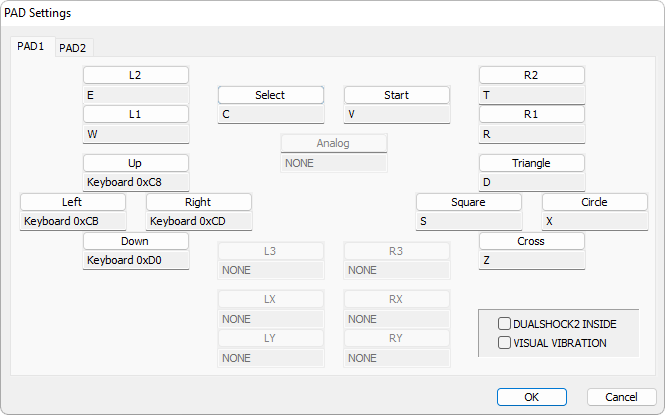 PAD Settings
PAD1 PAD2
L2
E
L1
W
Select
C
Start
V
R2
T
R1
R
Analog
NONE
Up
Keyboard 0xC8
Left
Keyboard 0xCB
Right
Keyboard 0xCD
Down
Keyboard 0xD0
Triangle
D
Square
S
Circle
X
Cross
Z
L3
NONE
R3
NONE
LX
NONE
RX
NONE
LY
NONE
RY
NONE
DUALSHOCK2 INSIDE
VISUAL VIBRATION
OK Cancel